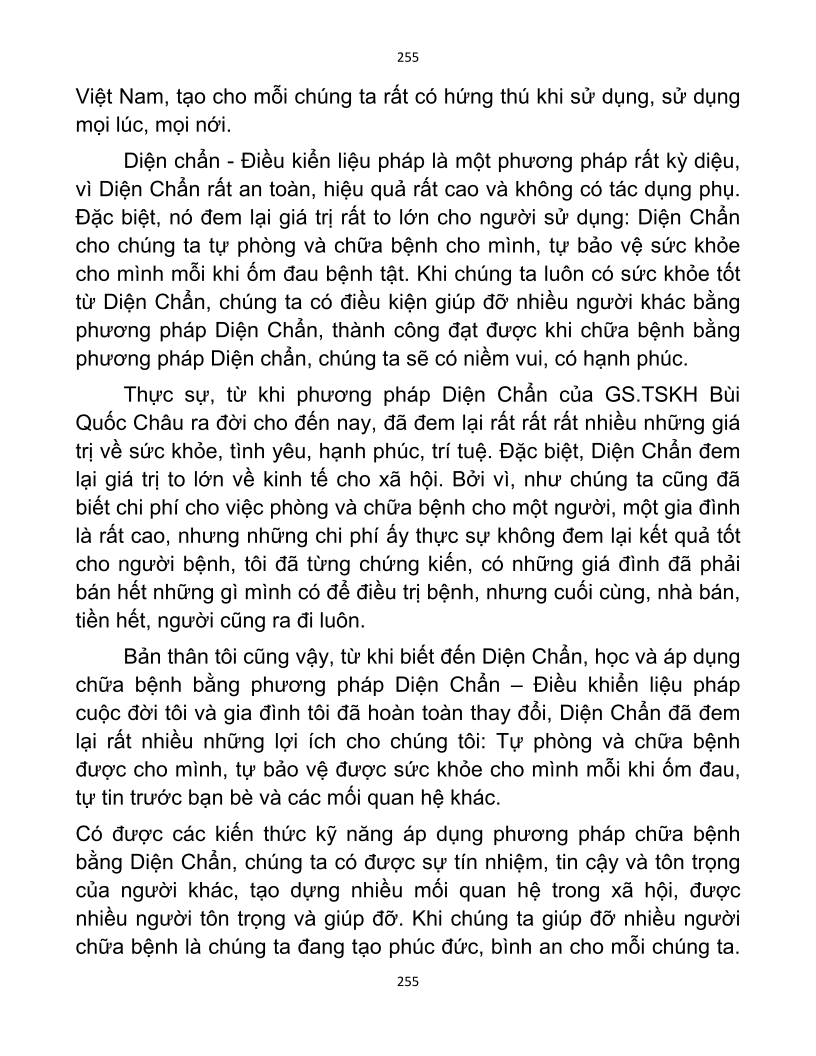 255
Việt Nam, tạo cho mỗi chúng ta rất có hứng thú khi sử dụng, sử dụng
mọi lúc, mọi nới.
Diện chẩn - Điều kiển liệu pháp là một phương pháp rất kỳ diệu,
vì Diện Chẩn rất an toàn, hiệu quả rất cao và không có tác dụng phụ.
Đặc biệt, nó đem lại giá trị rất to lớn cho người sử dụng: Diện Chẩn
cho chúng ta tự phòng và chữa bệnh cho mình, tự bảo vệ sức khỏe
cho mình mỗi khi ốm đau bệnh tật. Khi chúng ta luôn có sức khỏe tốt
từ Diện Chẩn, chúng ta có điều kiện giúp đỡ nhiều người khác bằng
phương pháp Diện Chẩn, thành công đạt được khi chữa bệnh bằng
phương pháp Diện chẩn, chúng ta sẽ có niềm vui, có hạnh phúc.
Thực sự, từ khi phương pháp Diện Chẩn của GS.TSKH Bùi
Quốc Châu ra đời cho đến nay, đã đem lại rất rất rất nhiều những giá
trị về sức khỏe, tình yêu, hạnh phúc, trí tuệ. Đặc biệt, Diện Chẩn đem
lại giá trị to lớn về kinh tế cho xã hội. Bởi vì, như chúng ta cũng đã
biết chi phí cho việc phòng và chữa bệnh cho một người, một gia đình
là rất cao, nhưng những chi phí ấy thực sự không đem lại kết quả tốt
cho người bệnh, tôi đã từng chứng kiến, có những giá đình đã phải
bán hết những gì mình có để điều trị bệnh, nhưng cuối cùng, nhà bán,
tiền hết, người cũng ra đi luôn.
Bản thân tôi cũng vậy, từ khi biết đến Diện Chẩn, học và áp dụng
chữa bệnh bằng phương pháp Diện Chẩn – Điều khiển liệu pháp
cuộc đời tôi và gia đình tôi đã hoàn toàn thay đổi, Diện Chẩn đã đem
lại rất nhiều những lợi ích cho chúng tôi: Tự phòng và chữa bệnh
được cho mình, tự bảo vệ được sức khỏe cho mình mỗi khi ốm đau,
tự tin trước bạn bè và các mối quan hệ khác.
Có được các kiến thức kỹ năng áp dụng phương pháp chữa bệnh
bằng Diện Chẩn, chúng ta có được sự tín nhiệm, tin cậy và tôn trọng
của người khác, tạo dựng nhiều mối quan hệ trong xã hội, được
nhiều người tôn trọng và giúp đỡ. Khi chúng ta giúp đỡ nhiều người
chữa bệnh là chúng ta đang tạo phúc đức, bình an cho mỗi chúng ta.
255